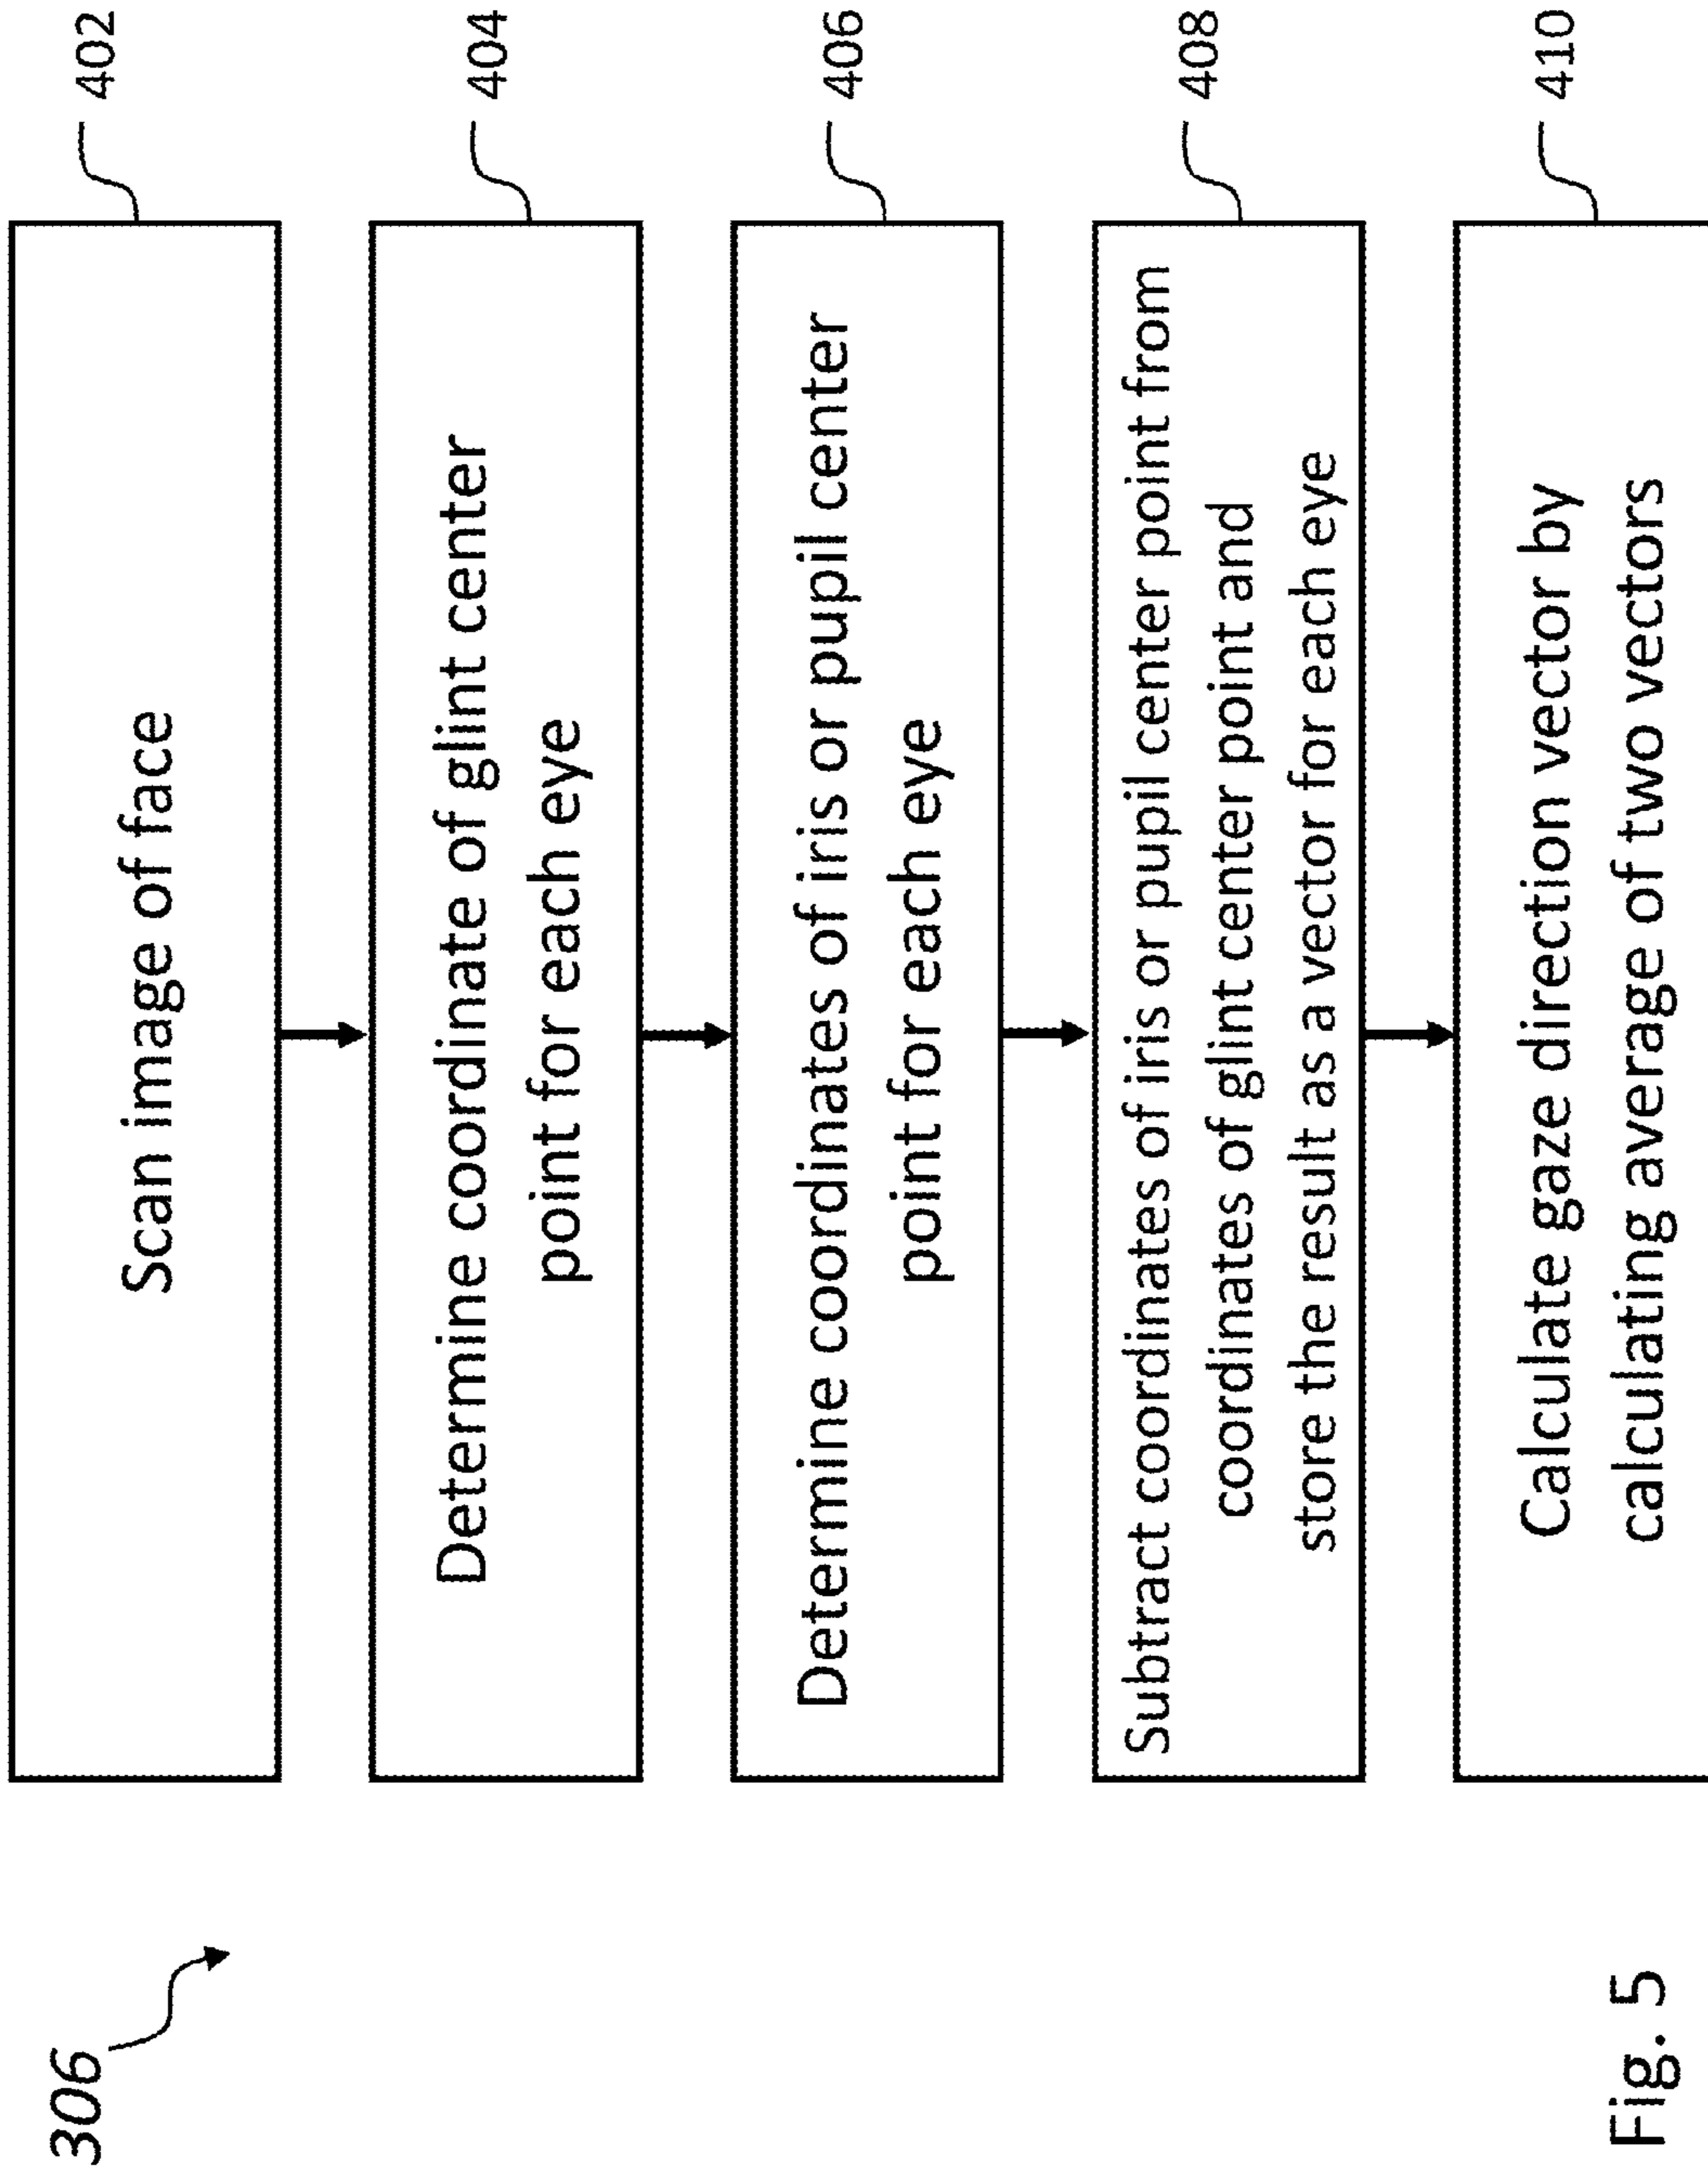 306
Scan image of face
402
Determine coordinate of glint center
point for each eye
404
Determine coordinates of iris or pupil center
point for each eye
406
Subtract coordinates of iris or pupil center point from
coordinates of glint center point and
store the result as a vector for each eye
408
Calculate gaze direction vector by
calculating average of two vectors
410
Fig. 5